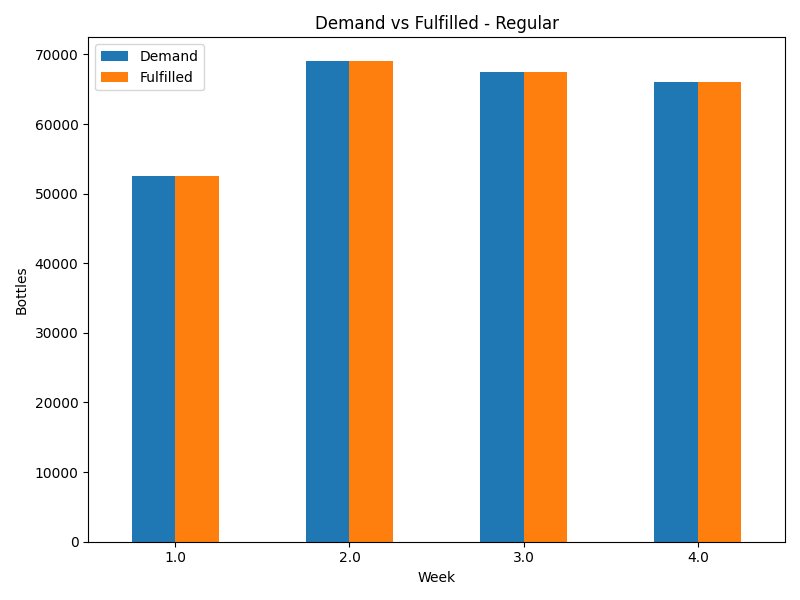 Demand vs Fulfilled - Regular
Demand
Fulfilled
70000
60000
50000
40000
30000
20000
10000
0
Bottles
1.0 2.0 3.0 4.0
Week